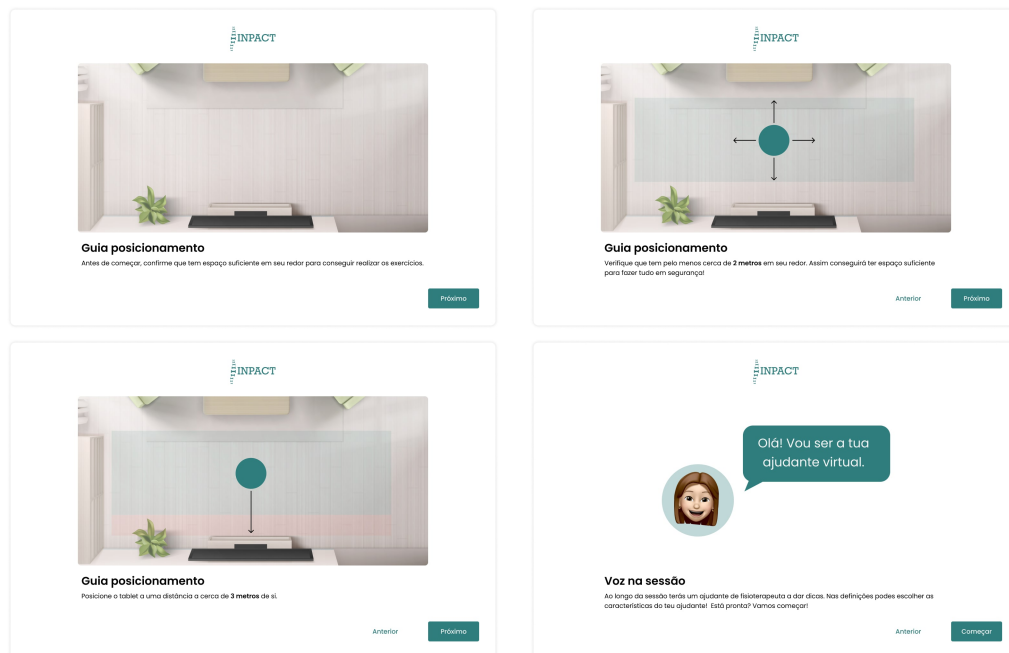 INPACT
Guia posicionamento
Antes de começar, confirme que tem espaço suficiente em seu redor para conseguir realizar os exercícios.
Próximo
INPACT
Guia posicionamento
Verifique que tem pelo menos cerca de 2 metros em seu redor. Assim conseguirá ter espaço suficiente
para fazer tudo em segurança!
Anterior
Próximo
INPACT
Guia posicionamento
Posicione o tablet a uma distância a cerca de 3 metros de si.
Anterior
Próximo
INPACT
Olá! Vou ser a tua
ajudante virtual.
Voz na sessão
Ao longo da sessão terás um ajudante de fisioterapeuta a dar dicas. Nas definições podes escolher as
características do teu ajudante! Está pronta? Vamos começar!
Anterior
Começar